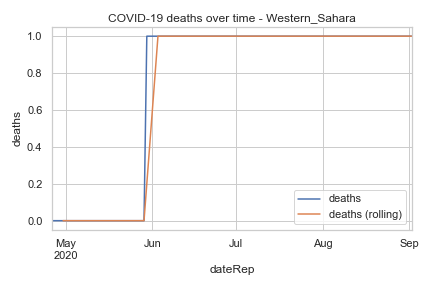 COVID-19 deaths over time - Western_Sahara
deaths
1.0
0.8
0.6
0.4
0.2
0.0
deaths
deaths (rolling)
May Jun Jul Aug Sep
2020
dateRep